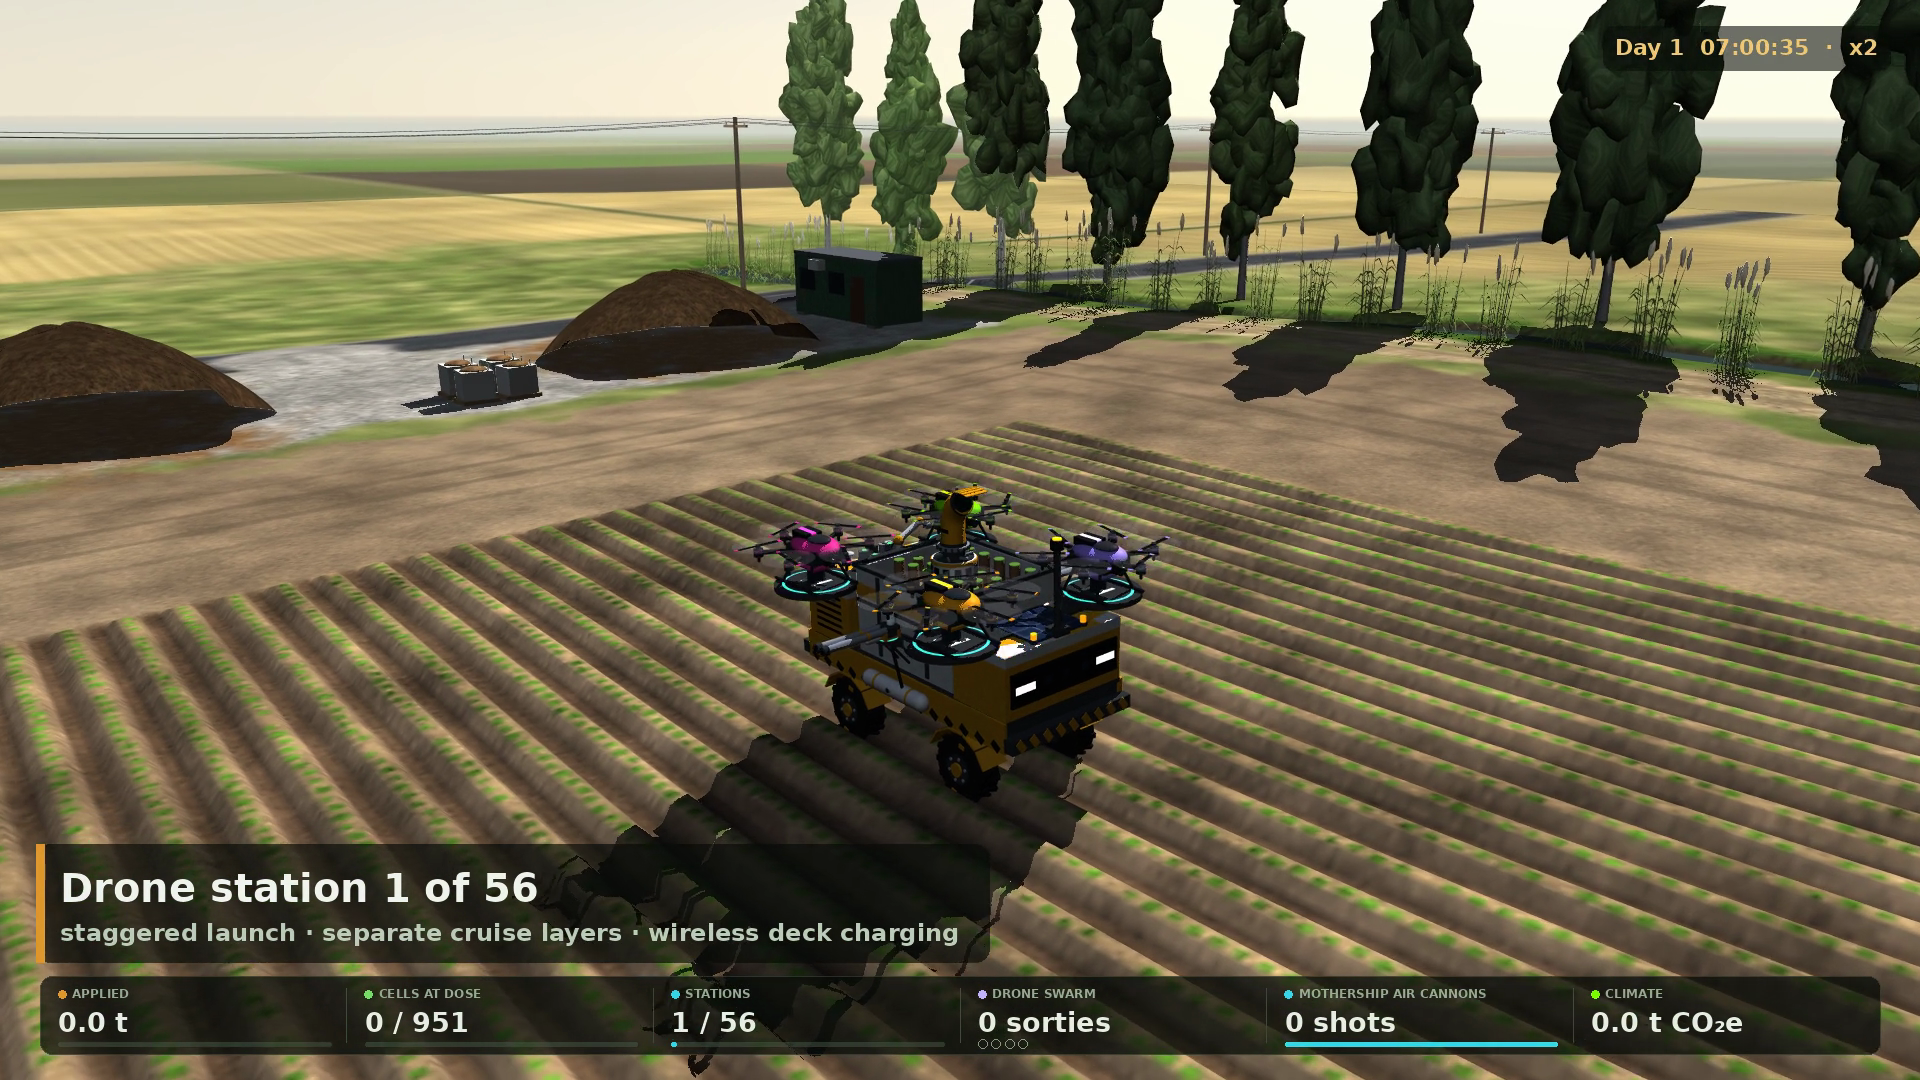 Day 1 07:00:35 · x2
Drone station 1 of 56
staggered launch · separate cruise layers · wireless deck charging
APPLIED
0.0 t
CELLS AT DOSE
0 / 951
STATIONS
1 / 56
DRONE SWARM
0 sorties
MOTHERSHIP AIR CANNONS
0 shots
CLIMATE
0.0 t CO₂e